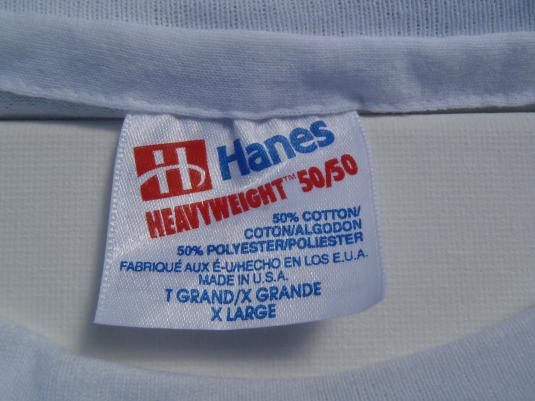 H Hanes
HEAVYWEIGHT™ 50/50
50% COTTON/
COTON/ALGODON
50% POLYESTER/POLIESTER
FABRIQUÉ AUX É-U/HECHO EN LOS E.U.A.
MADE IN U.S.A.
T GRAND/X GRANDE
X LARGE